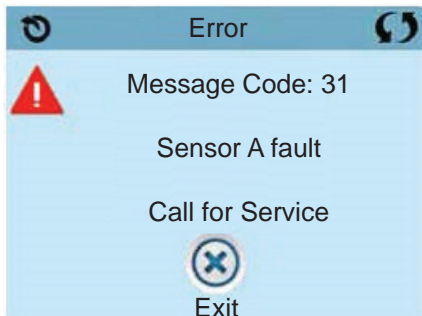 Error
Message Code: 31
Sensor A fault
Call for Service
Exit